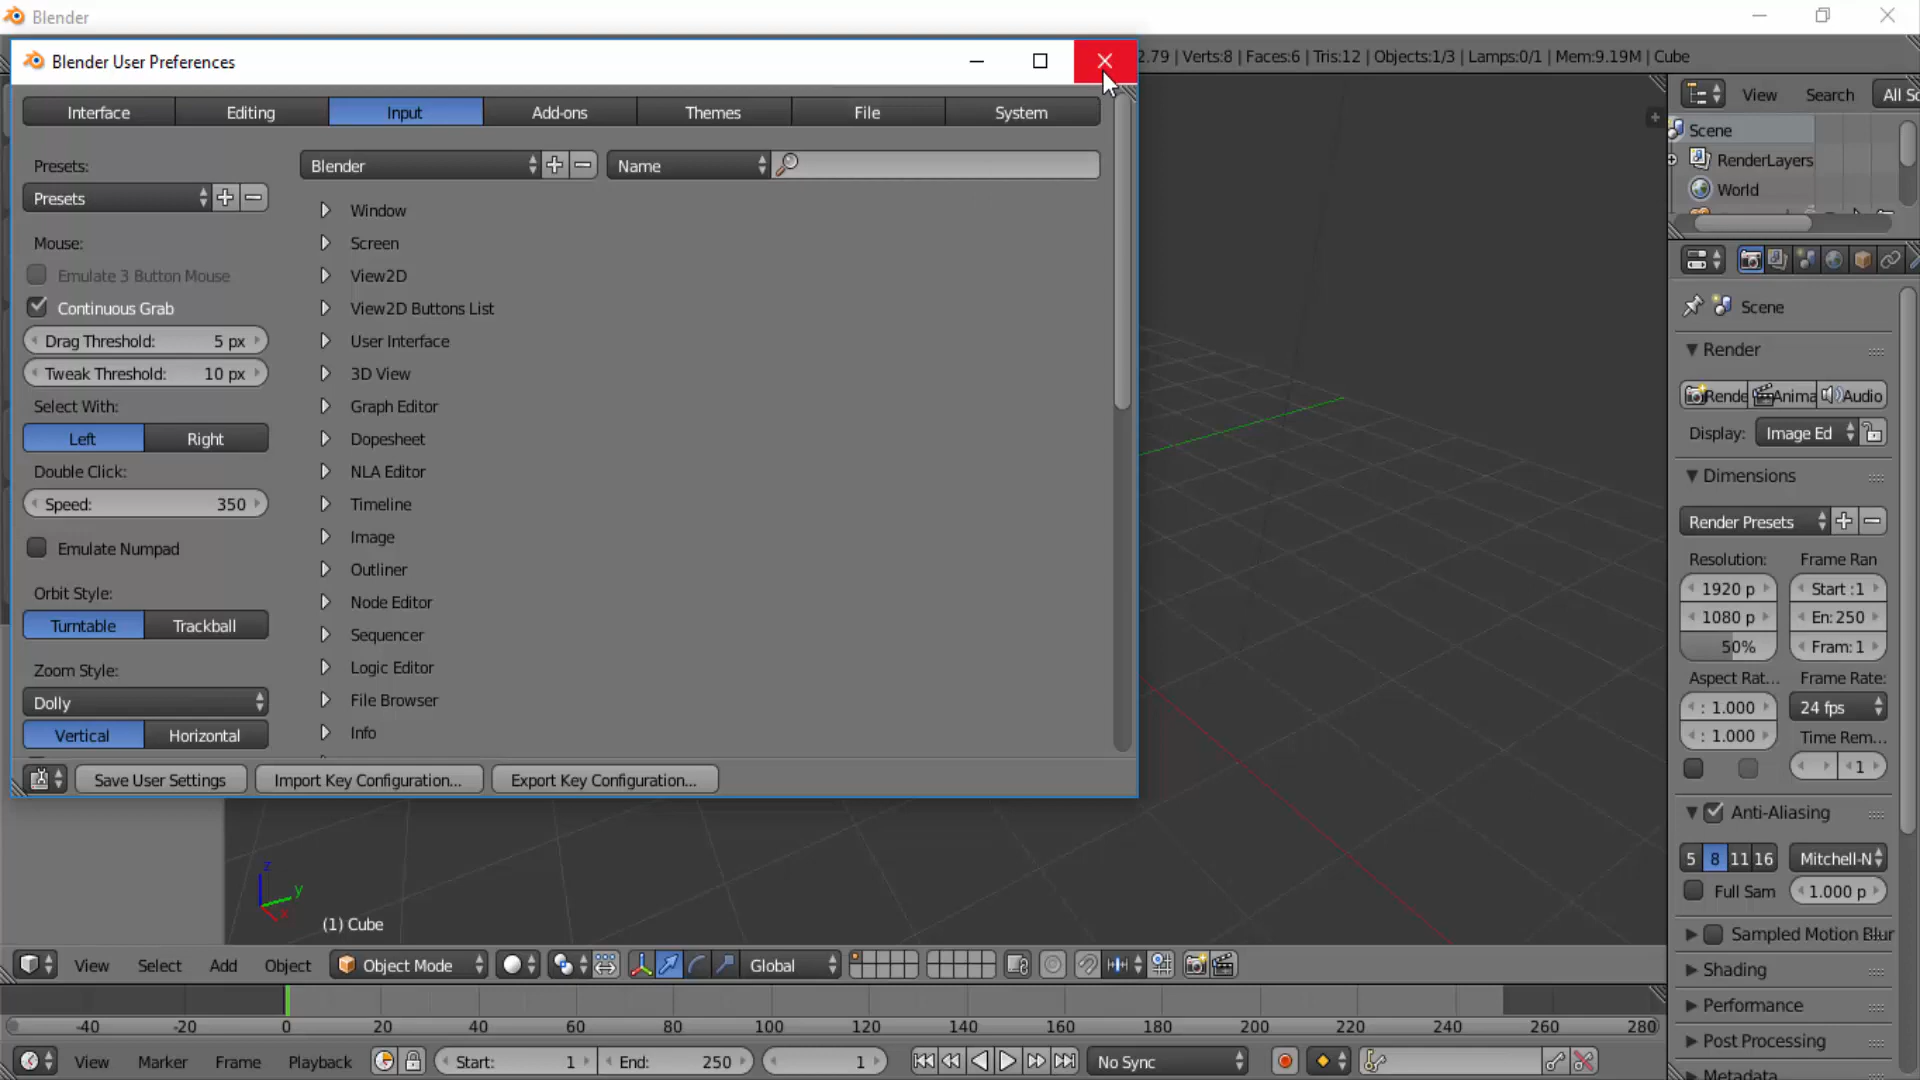 Blender
Blender User Preferences
2.79 | Verts:8 | Faces:6 | Tris:12 | Objects:1/3 | Lamps:0/1 | Mem:9.19M | Cube
Interface Editing Input Add-ons Themes File System
Presets:
Presets
Blender
Name
Mouse:
Emulate 3 Button Mouse
Continuous Grab
Drag Threshold: 5 px
Tweak Threshold: 10 px
Select With:
Left Right
Double Click:
Speed: 350
Emulate Numpad
Orbit Style:
Turntable Trackball
Zoom Style:
Dolly
Vertical Horizontal
Window
Screen
View2D
View2D Buttons List
User Interface
3D View
Graph Editor
Dopesheet
NLA Editor
Timeline
Image
Outliner
Node Editor
Sequencer
Logic Editor
File Browser
Info
Save User Settings Import Key Configuration... Export Key Configuration...
View Search All Sc
Scene
RenderLayers
World
Scene
Render
Rende Anima Audio
Display: Image Ed
Dimensions
Render Presets
Resolution: Frame Ran
1920 p Start :1
1080 p En: 250
50% Fram: 1
Aspect Rat... Frame Rate:
: 1.000 24 fps
: 1.000 Time Rem...
1
Anti-Aliasing
5 8 11 16 Mitchell-N
Full Sam 1.000 p
Sampled Motion Blur
Shading
Performance
Post Processing
Metadata
z
y
x
(1) Cube
View Select Add Object Object Mode Global
-40 -20 0 20 40 60 80 100 120 140 160 180 200 220 240 260 280
View Marker Frame Playback Start: 1 End: 250 1 No Sync